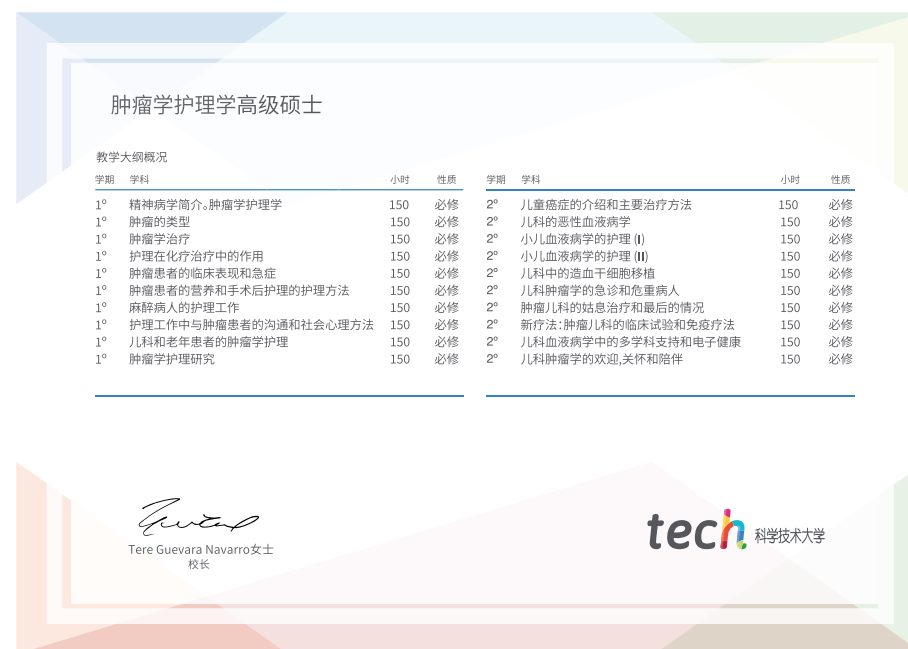 肿瘤学护理学高级硕士
教学大纲概况
学期 学科 小时 性质
1º 精神病学简介。肿瘤学护理学 150 必修
1º 肿瘤的类型 150 必修
1º 肿瘤学治疗 150 必修
1º 护理在化疗治疗中的作用 150 必修
1º 肿瘤患者的临床表现和急症 150 必修
1º 肿瘤患者的营养和手术后护理的护理方法 150 必修
1º 麻醉病人的护理工作 150 必修
1º 护理工作中与肿瘤患者的沟通和社会心理方法 150 必修
1º 儿科和老年患者的肿瘤学护理 150 必修
1º 肿瘤学护理研究 150 必修
学期 学科 小时 性质
2º 儿童癌症的介绍和主要治疗方法 150 必修
2º 儿科的恶性血液病学 150 必修
2º 小儿血液病学的护理 (I) 150 必修
2º 小儿血液病学的护理 (II) 150 必修
2º 儿科中的造血干细胞移植 150 必修
2º 儿科肿瘤学的急诊和危重病人 150 必修
2º 肿瘤儿科的姑息治疗和最后的情况 150 必修
2º 新疗法:肿瘤儿科的临床试验和免疫疗法 150 必修
2º 儿科血液病学中的多学科支持和电子健康 150 必修
2º 儿科肿瘤学的欢迎,关怀和陪伴 150 必修
Tere Guevara Navarro女士
校长
tech 科学技术大学